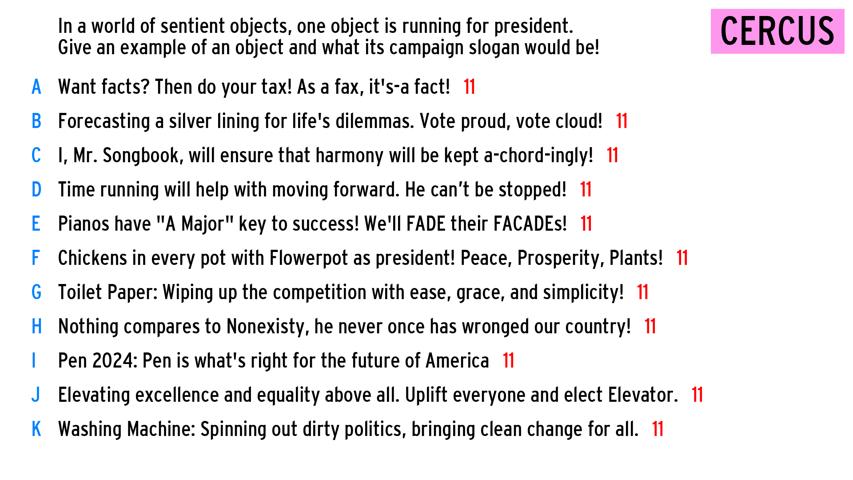 In a world of sentient objects, one object is running for president.
Give an example of an object and what its campaign slogan would be!
CERCUS
A Want facts? Then do your tax! As a fax, it's-a fact! 11
B Forecasting a silver lining for life's dilemmas. Vote proud, vote cloud! 11
C I, Mr. Songbook, will ensure that harmony will be kept a-chord-ingly! 11
D Time running will help with moving forward. He can’t be stopped! 11
E Pianos have "A Major" key to success! We'll FADE their FACADEs! 11
F Chickens in every pot with Flowerpot as president! Peace, Prosperity, Plants! 11
G Toilet Paper: Wiping up the competition with ease, grace, and simplicity! 11
H Nothing compares to Nonexisty, he never once has wronged our country! 11
I Pen 2024: Pen is what's right for the future of America 11
J Elevating excellence and equality above all. Uplift everyone and elect Elevator. 11
K Washing Machine: Spinning out dirty politics, bringing clean change for all. 11